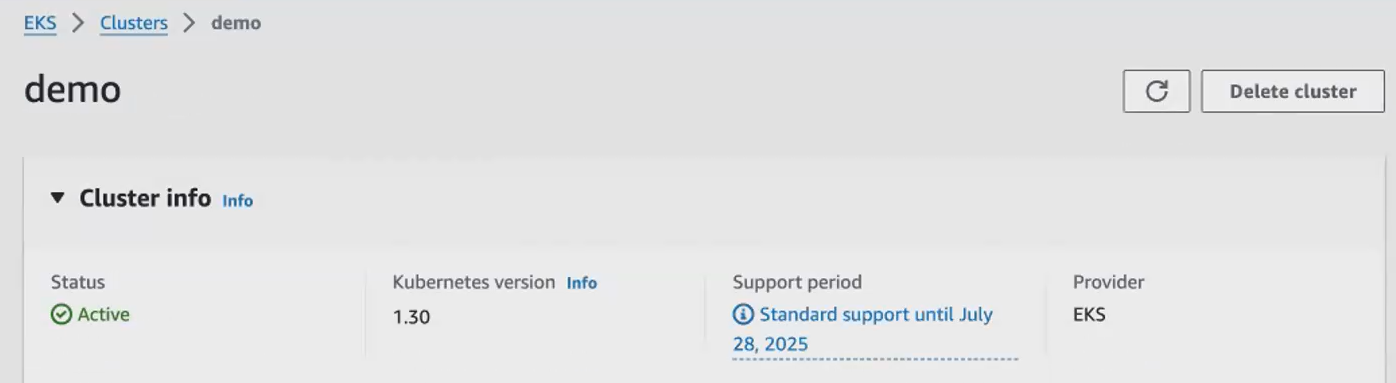 EKS > Clusters > demo
demo
Delete cluster
Cluster info Info
Status
Kubernetes version Info
Support period
Provider
Active
1.30
Standard support until July
28, 2025
EKS